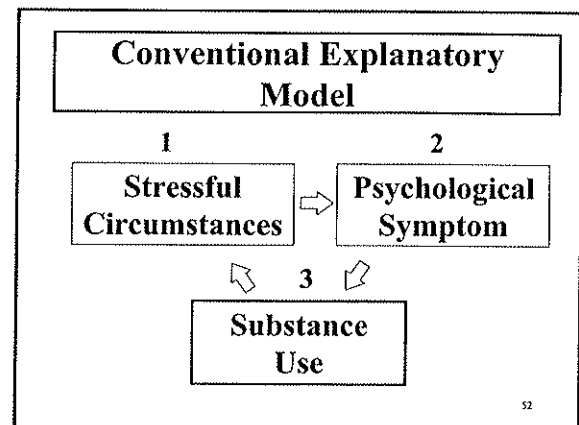 Conventional Explanatory
Model
1
2
Stressful
Circumstances
Psychological
Symptom
3
Substance
Use
52